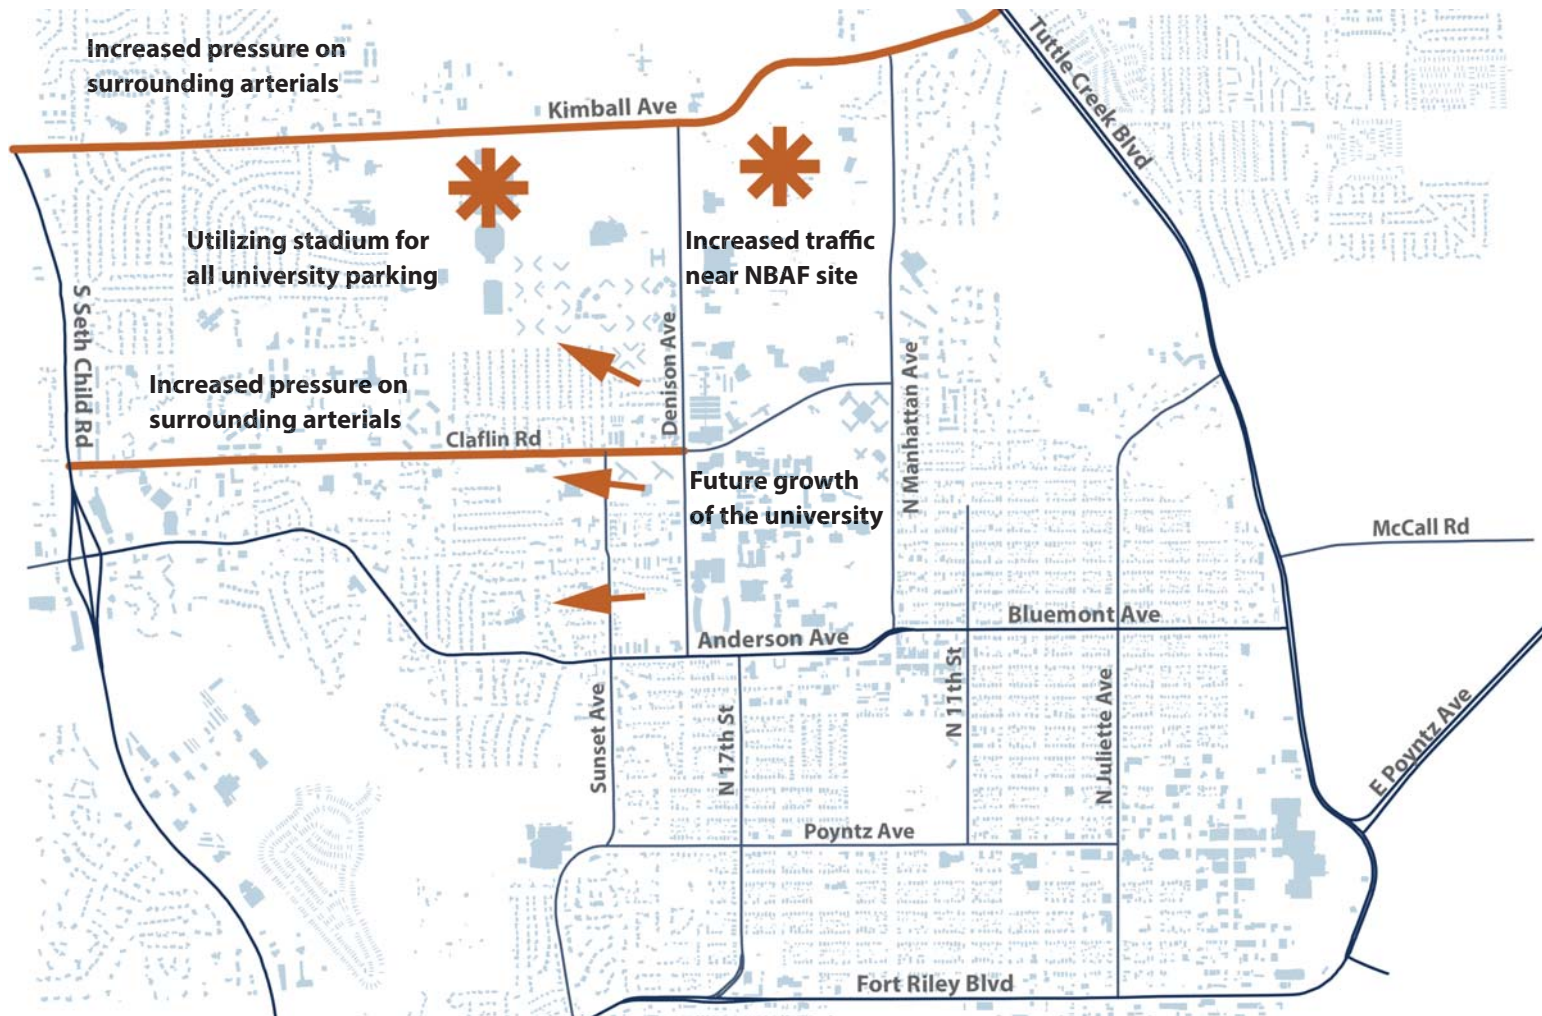 Increased pressure on
surrounding arterials
Kimball Ave
Tuttle Creek Blvd
Utilizing stadium for
all university parking
Increased traffic
near NBAF site
S Seth Child Rd
Denison Ave
N Manhattan Ave
Increased pressure on
surrounding arterials
Claflin Rd
Future growth
of the university
McCall Rd
Anderson Ave
Bluemont Ave
Sunset Ave
N 17th St
N 11th St
N Juliette Ave
E Poyntz Ave
Poyntz Ave
Fort Riley Blvd